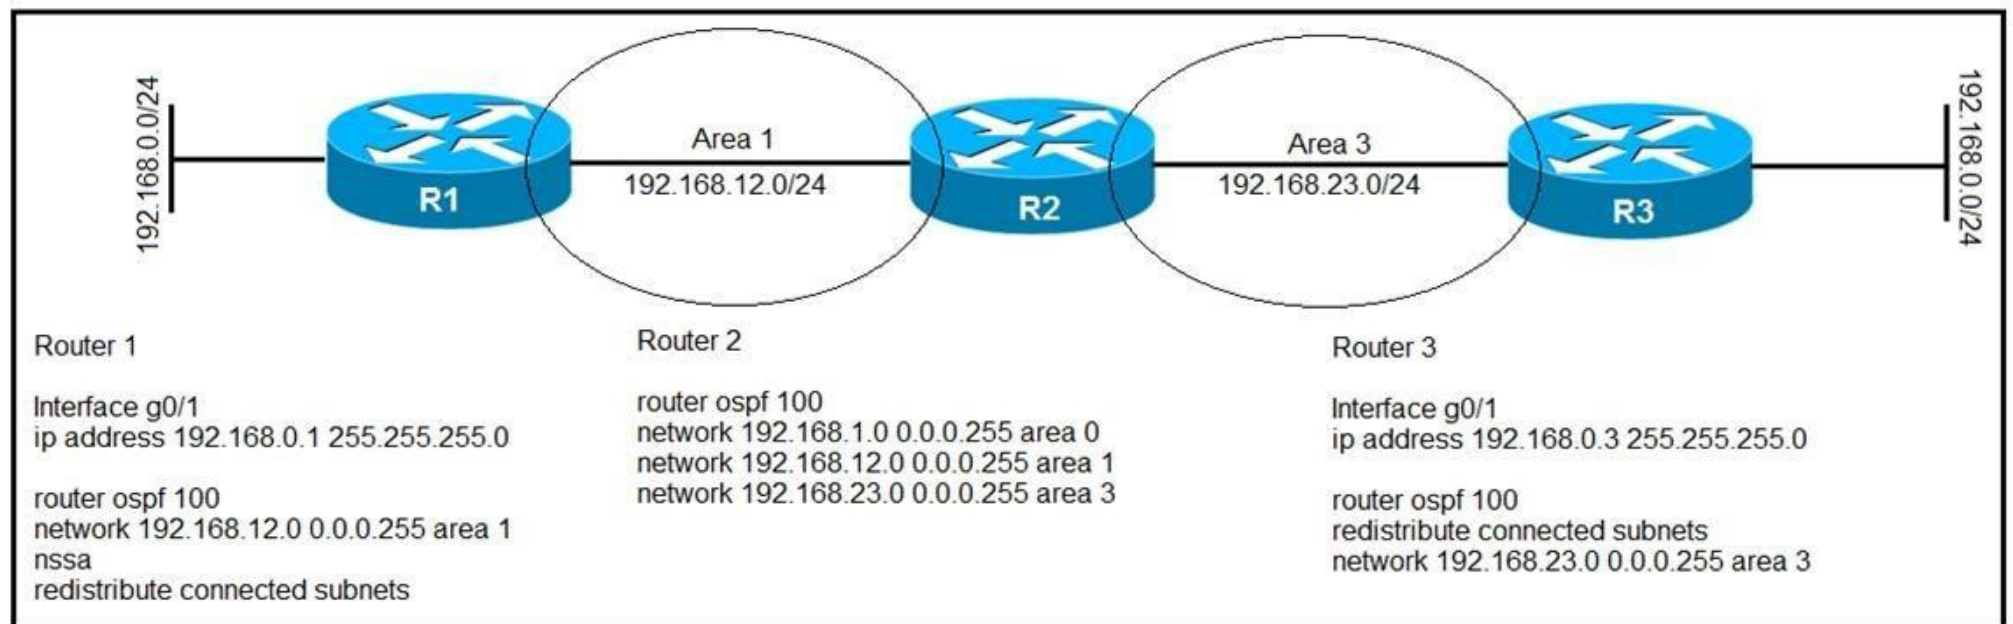 192.168.0.0/24
R1
Area 1
192.168.12.0/24
R2
Area 3
192.168.23.0/24
R3
192.168.0.0/24
Router 1
Interface g0/1
ip address 192.168.0.1 255.255.255.0
router ospf 100
network 192.168.12.0 0.0.0.255 area 1
nssa
redistribute connected subnets
Router 2
router ospf 100
network 192.168.1.0 0.0.0.255 area 0
network 192.168.12.0 0.0.0.255 area 1
network 192.168.23.0 0.0.0.255 area 3
Router 3
Interface g0/1
ip address 192.168.0.3 255.255.255.0
router ospf 100
redistribute connected subnets
network 192.168.23.0 0.0.0.255 area 3